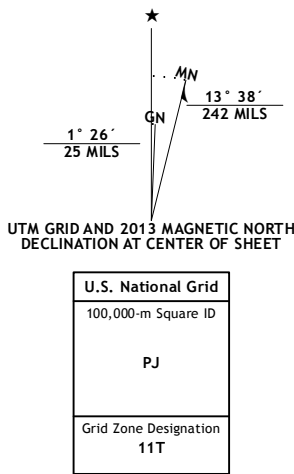 ★
MN
GN
13° 38´
242 MILS
1° 26´
25 MILS
UTM GRID AND 2013 MAGNETIC NORTH
DECLINATION AT CENTER OF SHEET
U.S. National Grid
100,000-m Square ID
PJ
Grid Zone Designation
11T